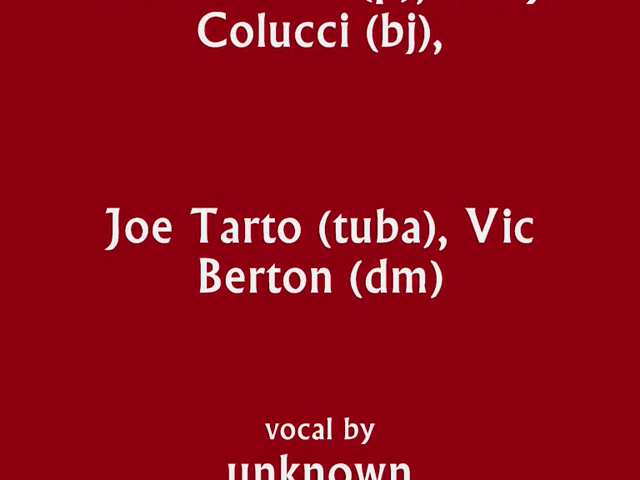 Colucci (bj),
Joe Tarto (tuba), Vic
Berton (dm)
vocal by
unknown